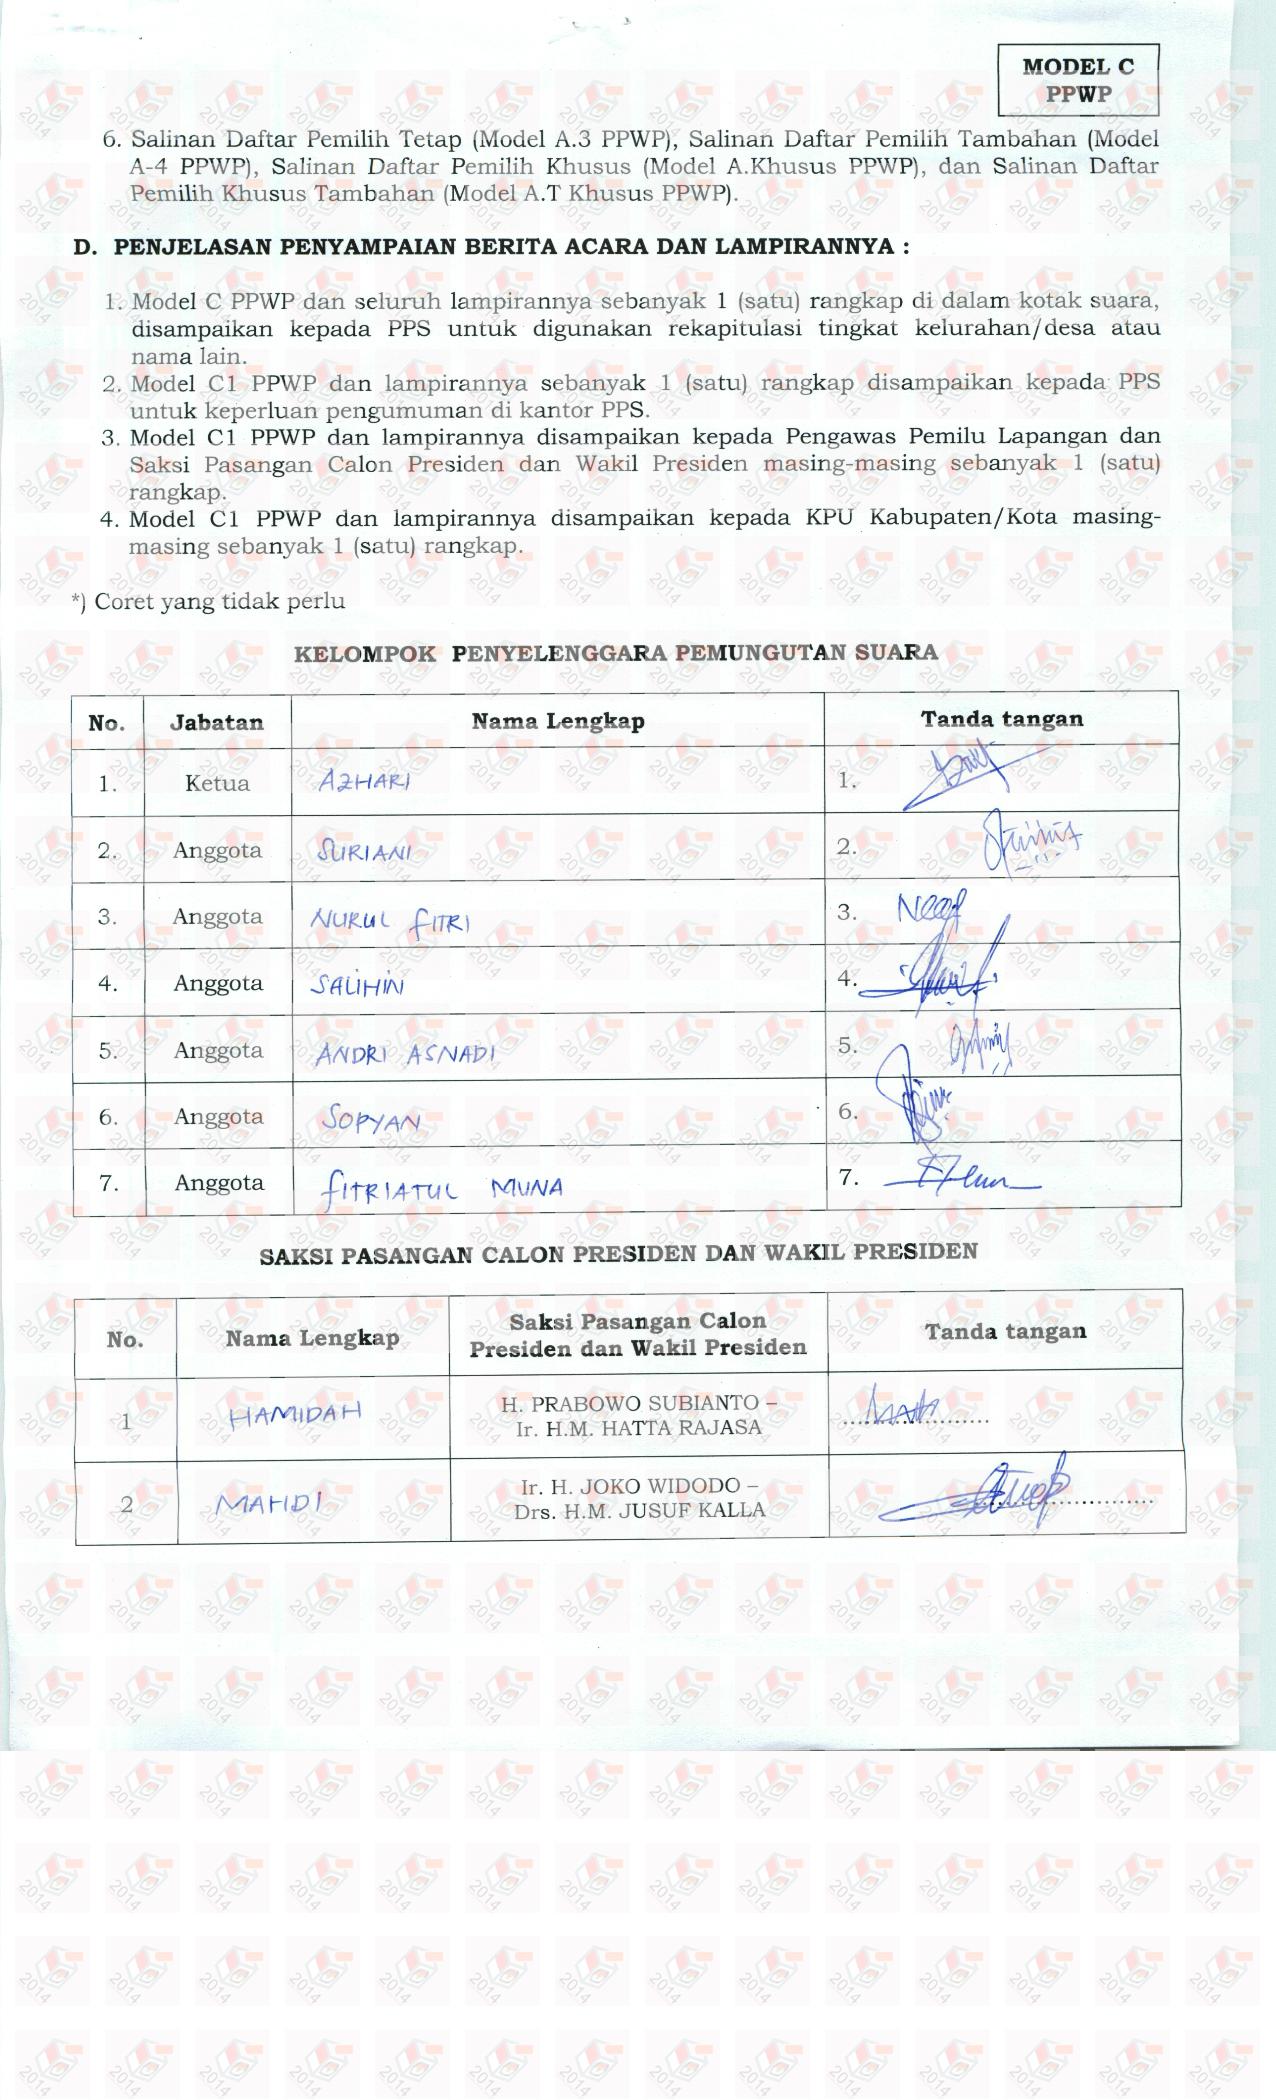 MODEL C
PPWP
6. Salinan Daftar Pemilih Tetap (Model A.3 PPWP), Salinan Daftar Pemilih Tambahan (Model
A-4 PPWP), Salinan Daftar Pemilih Khusus (Model A.Khusus PPWP), dan Salinan Daftar
Pemilih Khusus Tambahan (Model A.T Khusus PPWP).
D. PENJELASAN PENYAMPAIAN BERITA ACARA DAN LAMPIRANNYA :
1. Model C PPWP dan seluruh lampirannya sebanyak 1 (satu) rangkap di dalam kotak suara,
disampaikan kepada PPS untuk digunakan rekapitulasi tingkat kelurahan/desa atau
nama lain.
2. Model C1 PPWP dan lampirannya sebanyak 1 (satu) rangkap disampaikan kepada PPS
untuk keperluan pengumuman di kantor PPS.
3. Model C1 PPWP dan lampirannya disampaikan kepada Pengawas Pemilu Lapangan dan
Saksi Pasangan Calon Presiden dan Wakil Presiden masing-masing sebanyak 1 (satu)
rangkap.
4. Model C1 PPWP dan lampirannya disampaikan kepada KPU Kabupaten/Kota masing-
masing sebanyak 1 (satu) rangkap.
*) Coret yang tidak perlu
KELOMPOK PENYELENGGARA PEMUNGUTAN SUARA
No. Jabatan Nama Lengkap Tanda tangan
1. Ketua AZHARI 1.
2. Anggota SURIANI 2.
3. Anggota NURUL FITRI 3.
4. Anggota SALIHIN 4.
5. Anggota ANDRI ASNADI 5.
6. Anggota SOPYAN 6.
7. Anggota FITRIATUL MUNA 7.
SAKSI PASANGAN CALON PRESIDEN DAN WAKIL PRESIDEN
No. Nama Lengkap Saksi Pasangan Calon
Presiden dan Wakil Presiden Tanda tangan
1 HAMIDAH H. PRABOWO SUBIANTO –
Ir. H.M. HATTA RAJASA
2 MAHDI Ir. H. JOKO WIDODO –
Drs. H.M. JUSUF KALLA